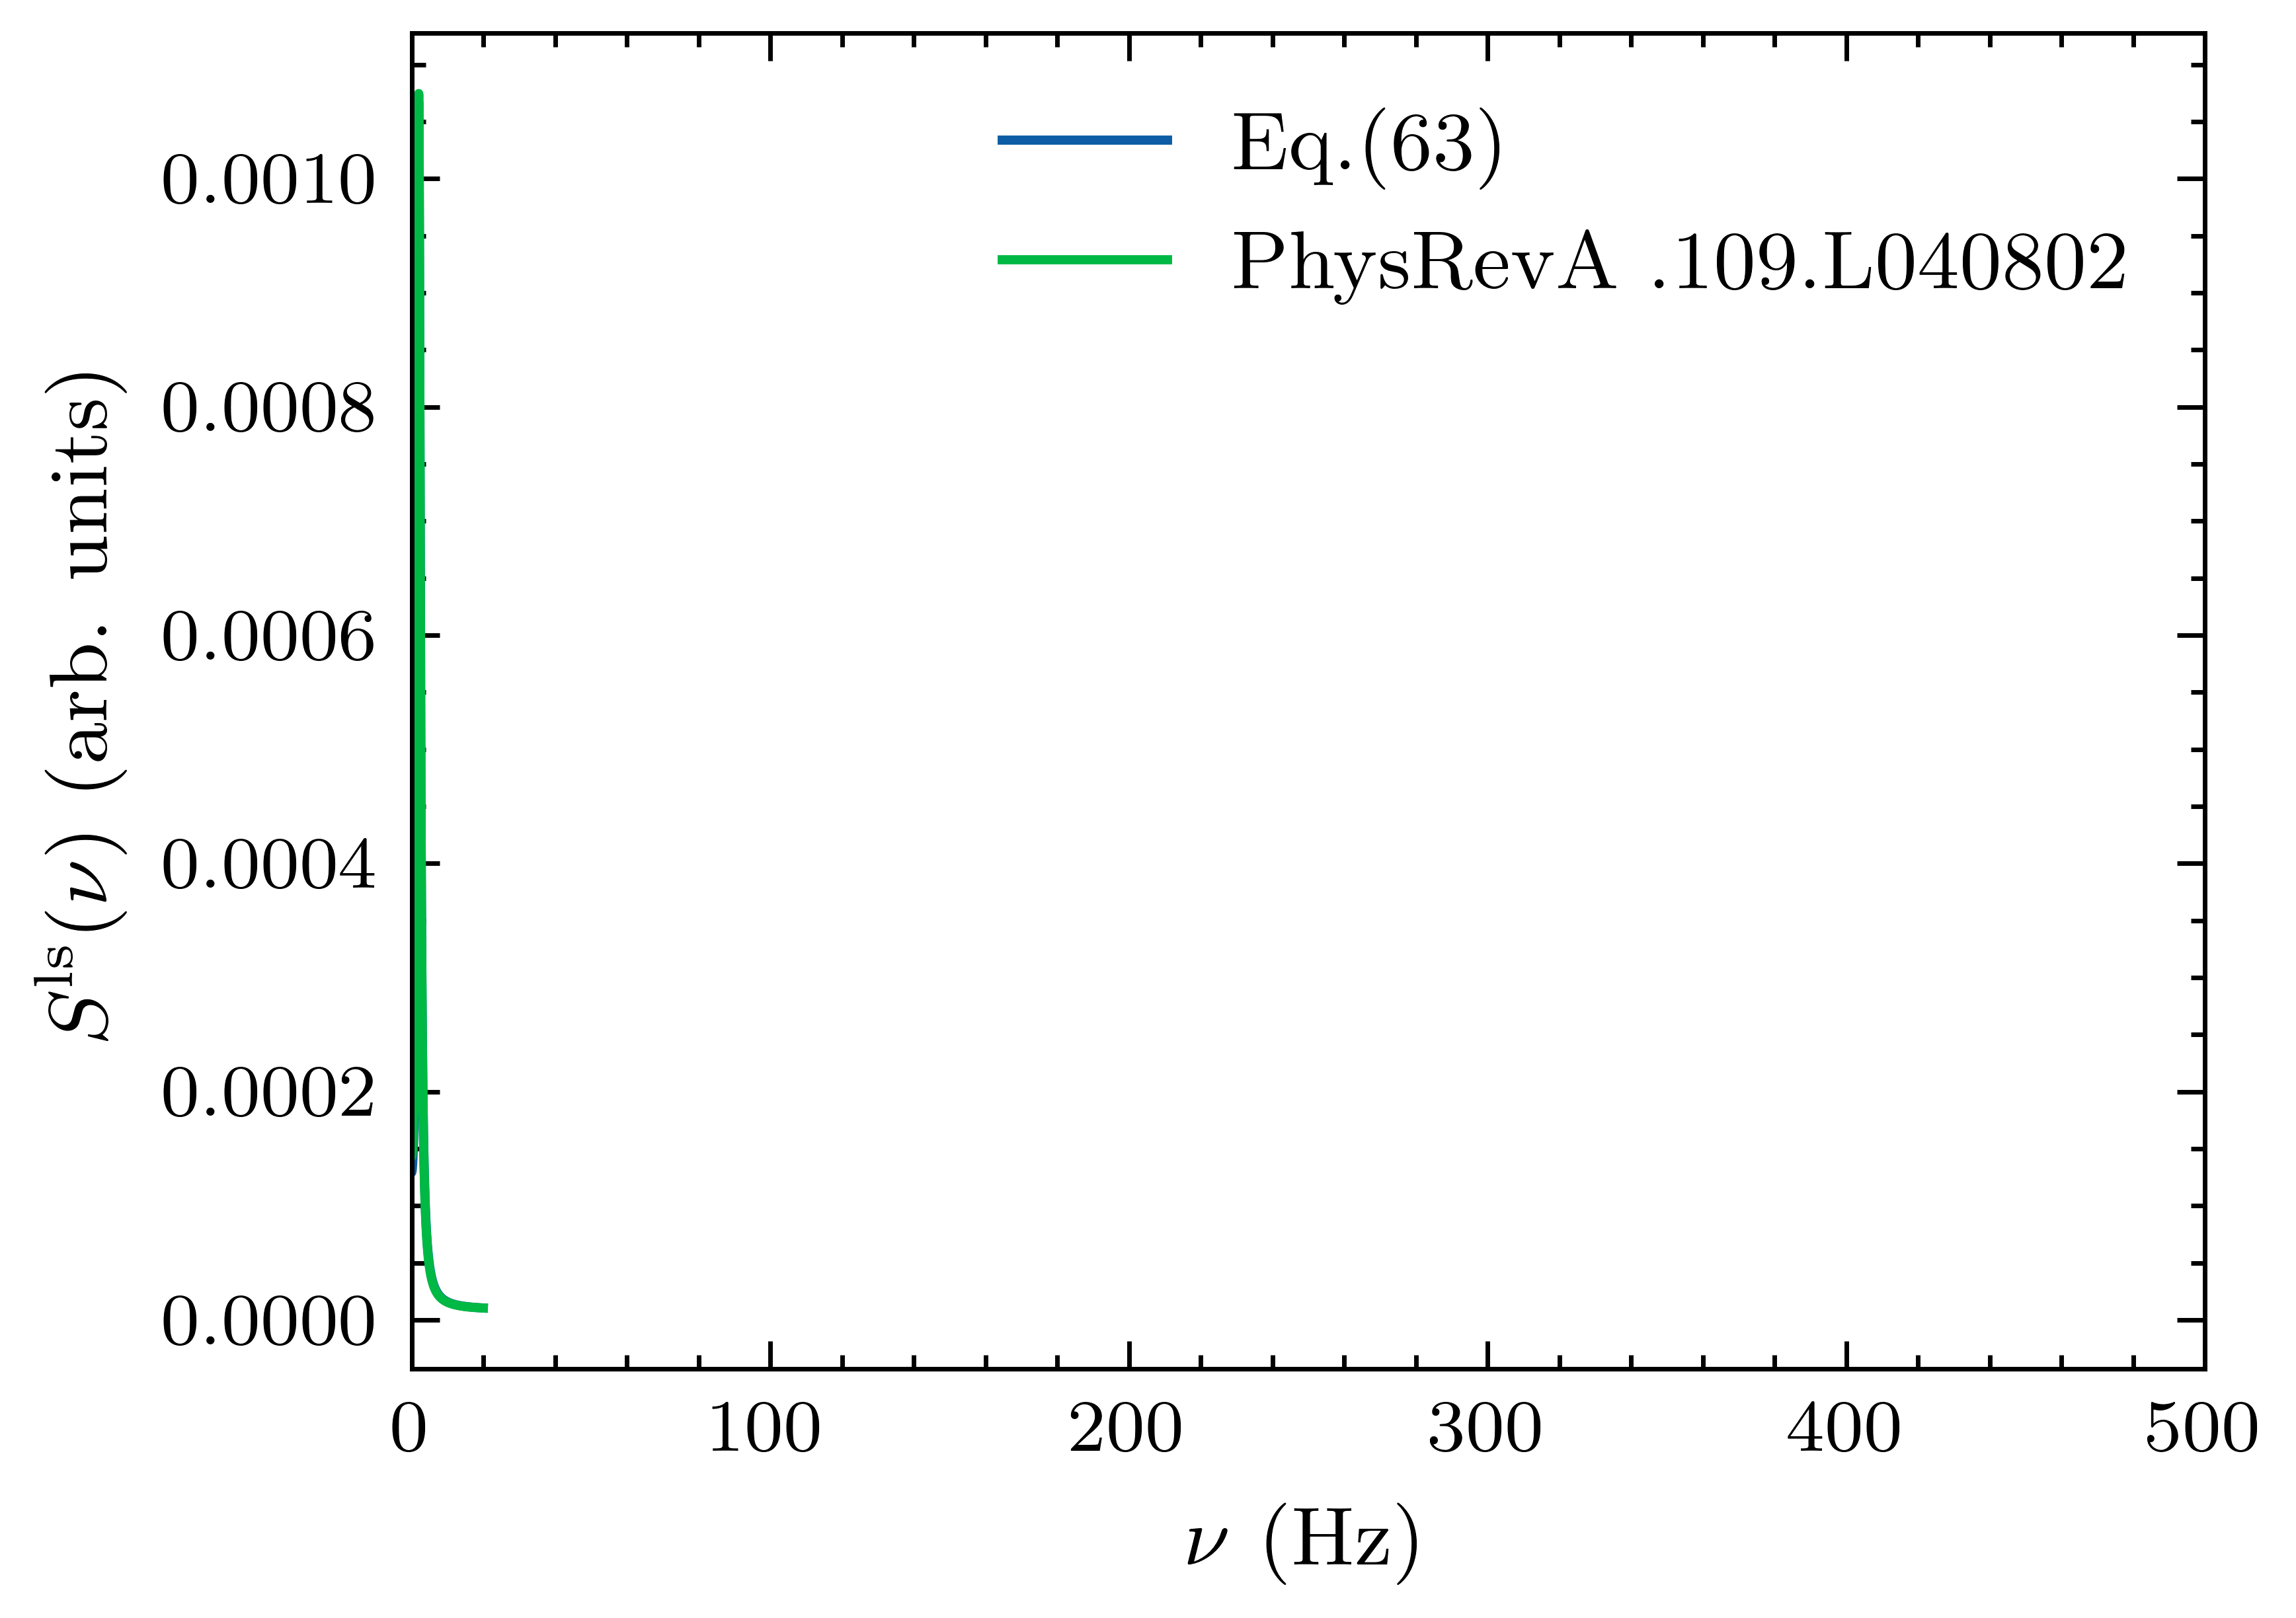 Eq.(63)
PhysRevA .109.L040802
0.0010
0.0008
0.0006
0.0004
0.0002
0.0000
S^ls(ν) (arb. units)
0 100 200 300 400 500
ν (Hz)